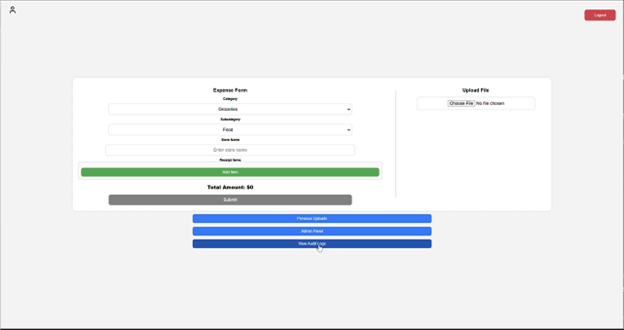 Logout
Expense Form
Category
Groceries
Subcategory
Food
Store Name
Enter store name
Receipt Items
Add Item
Total Amount: $0
Submit
Upload File
Choose File No file chosen
Previous Uploads
Admin Panel
View Audit Logs